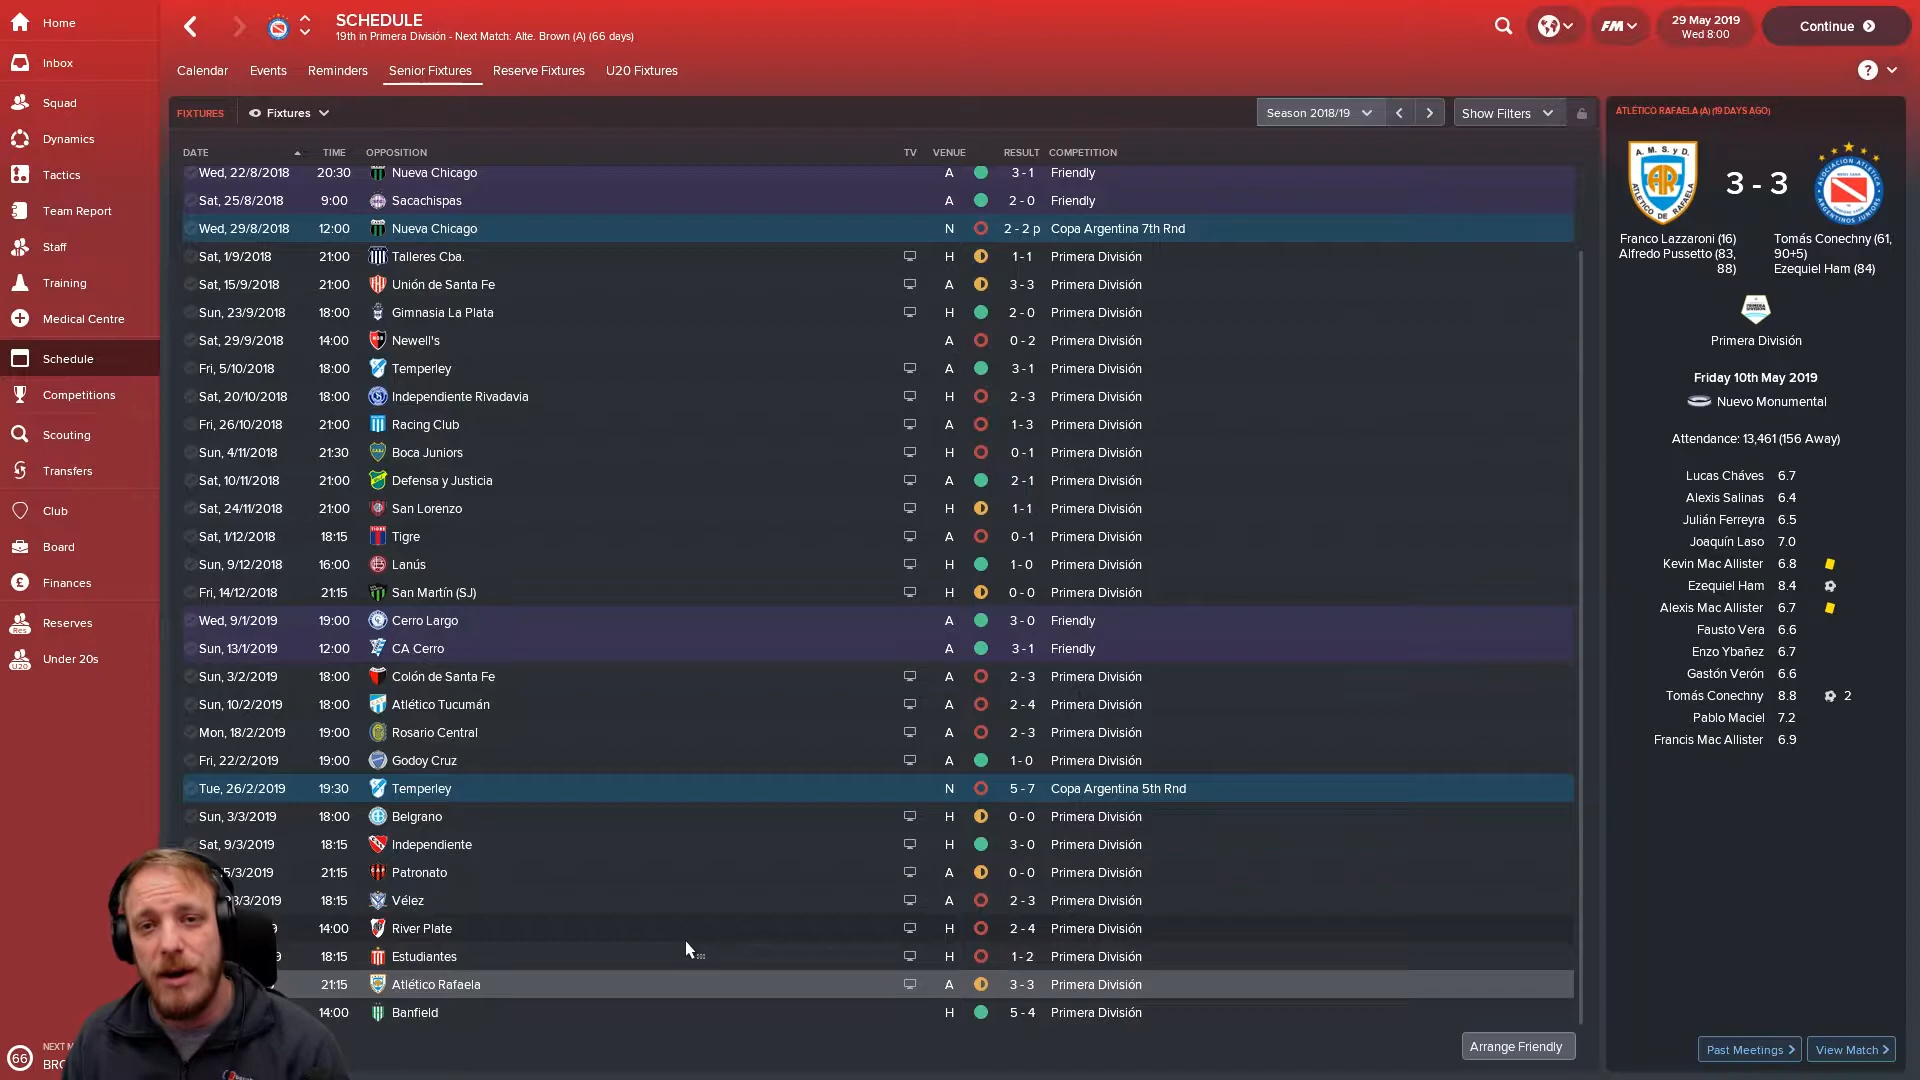 Home
Inbox
Squad
Dynamics
Tactics
Team Report
Staff
Training
Medical Centre
Schedule
Competitions
Scouting
Transfers
Club
Board
Finances
Reserves
Under 20s
SCHEDULE
19th in Primera División - Next Match: Alte. Brown (A) (66 days)
FM
29 May 2019
Wed 8:00
Continue
Calendar Events Reminders Senior Fixtures Reserve Fixtures U20 Fixtures
FIXTURES Fixtures Season 2018/19 Show Filters
DATE TIME OPPOSITION TV VENUE RESULT COMPETITION
Wed, 22/8/2018 20:30 Nueva Chicago A 3 - 1 Friendly
Sat, 25/8/2018 9:00 Sacachispas A 2 - 0 Friendly
Wed, 29/8/2018 12:00 Nueva Chicago N 2 - 2 p Copa Argentina 7th Rnd
Sat, 1/9/2018 21:00 Talleres Cba. H 1 - 1 Primera División
Sat, 15/9/2018 21:00 Unión de Santa Fe A 3 - 3 Primera División
Sun, 23/9/2018 18:00 Gimnasia La Plata H 2 - 0 Primera División
Sat, 29/9/2018 14:00 Newell's A 0 - 2 Primera División
Fri, 5/10/2018 18:00 Temperley A 3 - 1 Primera División
Sat, 20/10/2018 18:00 Independiente Rivadavia H 2 - 3 Primera División
Fri, 26/10/2018 21:00 Racing Club A 1 - 3 Primera División
Sun, 4/11/2018 21:30 Boca Juniors H 0 - 1 Primera División
Sat, 10/11/2018 21:00 Defensa y Justicia A 2 - 1 Primera División
Sat, 24/11/2018 21:00 San Lorenzo H 1 - 1 Primera División
Sat, 1/12/2018 18:15 Tigre A 0 - 1 Primera División
Sun, 9/12/2018 16:00 Lanús H 1 - 0 Primera División
Fri, 14/12/2018 21:15 San Martín (SJ) H 0 - 0 Primera División
Wed, 9/1/2019 19:00 Cerro Largo A 3 - 0 Friendly
Sun, 13/1/2019 12:00 CA Cerro A 3 - 1 Friendly
Sun, 3/2/2019 18:00 Colón de Santa Fe A 2 - 3 Primera División
Sun, 10/2/2019 18:00 Atlético Tucumán A 2 - 4 Primera División
Mon, 18/2/2019 19:00 Rosario Central A 2 - 3 Primera División
Fri, 22/2/2019 19:00 Godoy Cruz A 1 - 0 Primera División
Tue, 26/2/2019 19:30 Temperley N 5 - 7 Copa Argentina 5th Rnd
Sun, 3/3/2019 18:00 Belgrano H 0 - 0 Primera División
Sat, 9/3/2019 18:15 Independiente H 3 - 0 Primera División
5/3/2019 21:15 Patronato A 0 - 0 Primera División
3/3/2019 18:15 Vélez A 2 - 3 Primera División
9 14:00 River Plate H 2 - 4 Primera División
9 18:15 Estudiantes H 1 - 2 Primera División
21:15 Atlético Rafaela A 3 - 3 Primera División
14:00 Banfield H 5 - 4 Primera División
Arrange Friendly
66 NEXT M
BRO
ATLÉTICO RAFAELA (A) (19 DAYS AGO)
3 - 3
Franco Lazzaroni (16)
Alfredo Pussetto (83,
88)
Tomás Conechny (61,
90+5)
Ezequiel Ham (84)
Primera División
Friday 10th May 2019
Nuevo Monumental
Attendance: 13,461 (156 Away)
Lucas Cháves 6.7
Alexis Salinas 6.4
Julián Ferreyra 6.5
Joaquín Laso 7.0
Kevin Mac Allister 6.8
Ezequiel Ham 8.4
Alexis Mac Allister 6.7
Fausto Vera 6.6
Enzo Ybañez 6.7
Gastón Verón 6.6
Tomás Conechny 8.8 2
Pablo Maciel 7.2
Francis Mac Allister 6.9
Past Meetings
View Match